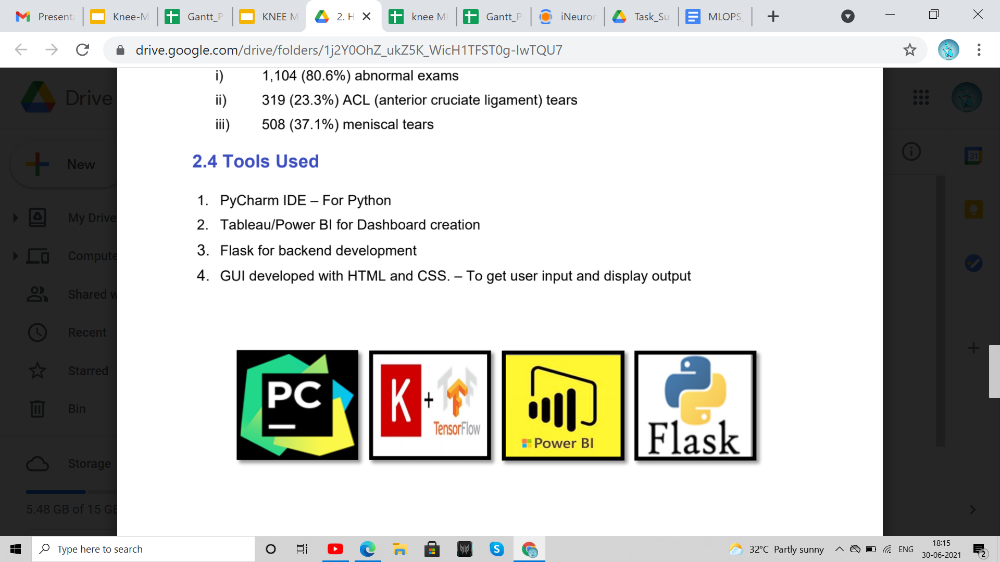 Present
Knee-M
Gantt_P
KNEE M
2. H
knee M
Gantt_P
iNeuror
Task_Su
MLOPS_
drive.google.com/drive/folders/1j2Y0OhZ_ukZ5K_WicH1TFST0g-IwTQU7
Drive
New
My Drive
Compute
Shared w
Recent
Starred
Bin
Storage
5.48 GB of 15 GB
i) 1,104 (80.6%) abnormal exams
ii) 319 (23.3%) ACL (anterior cruciate ligament) tears
iii) 508 (37.1%) meniscal tears
2.4 Tools Used
1. PyCharm IDE – For Python
2. Tableau/Power BI for Dashboard creation
3. Flask for backend development
4. GUI developed with HTML and CSS. – To get user input and display output
PC
K + TensorFlow
Power BI
Flask
31
Type here to search
32°C Partly sunny
ENG
18:15
30-06-2021
2